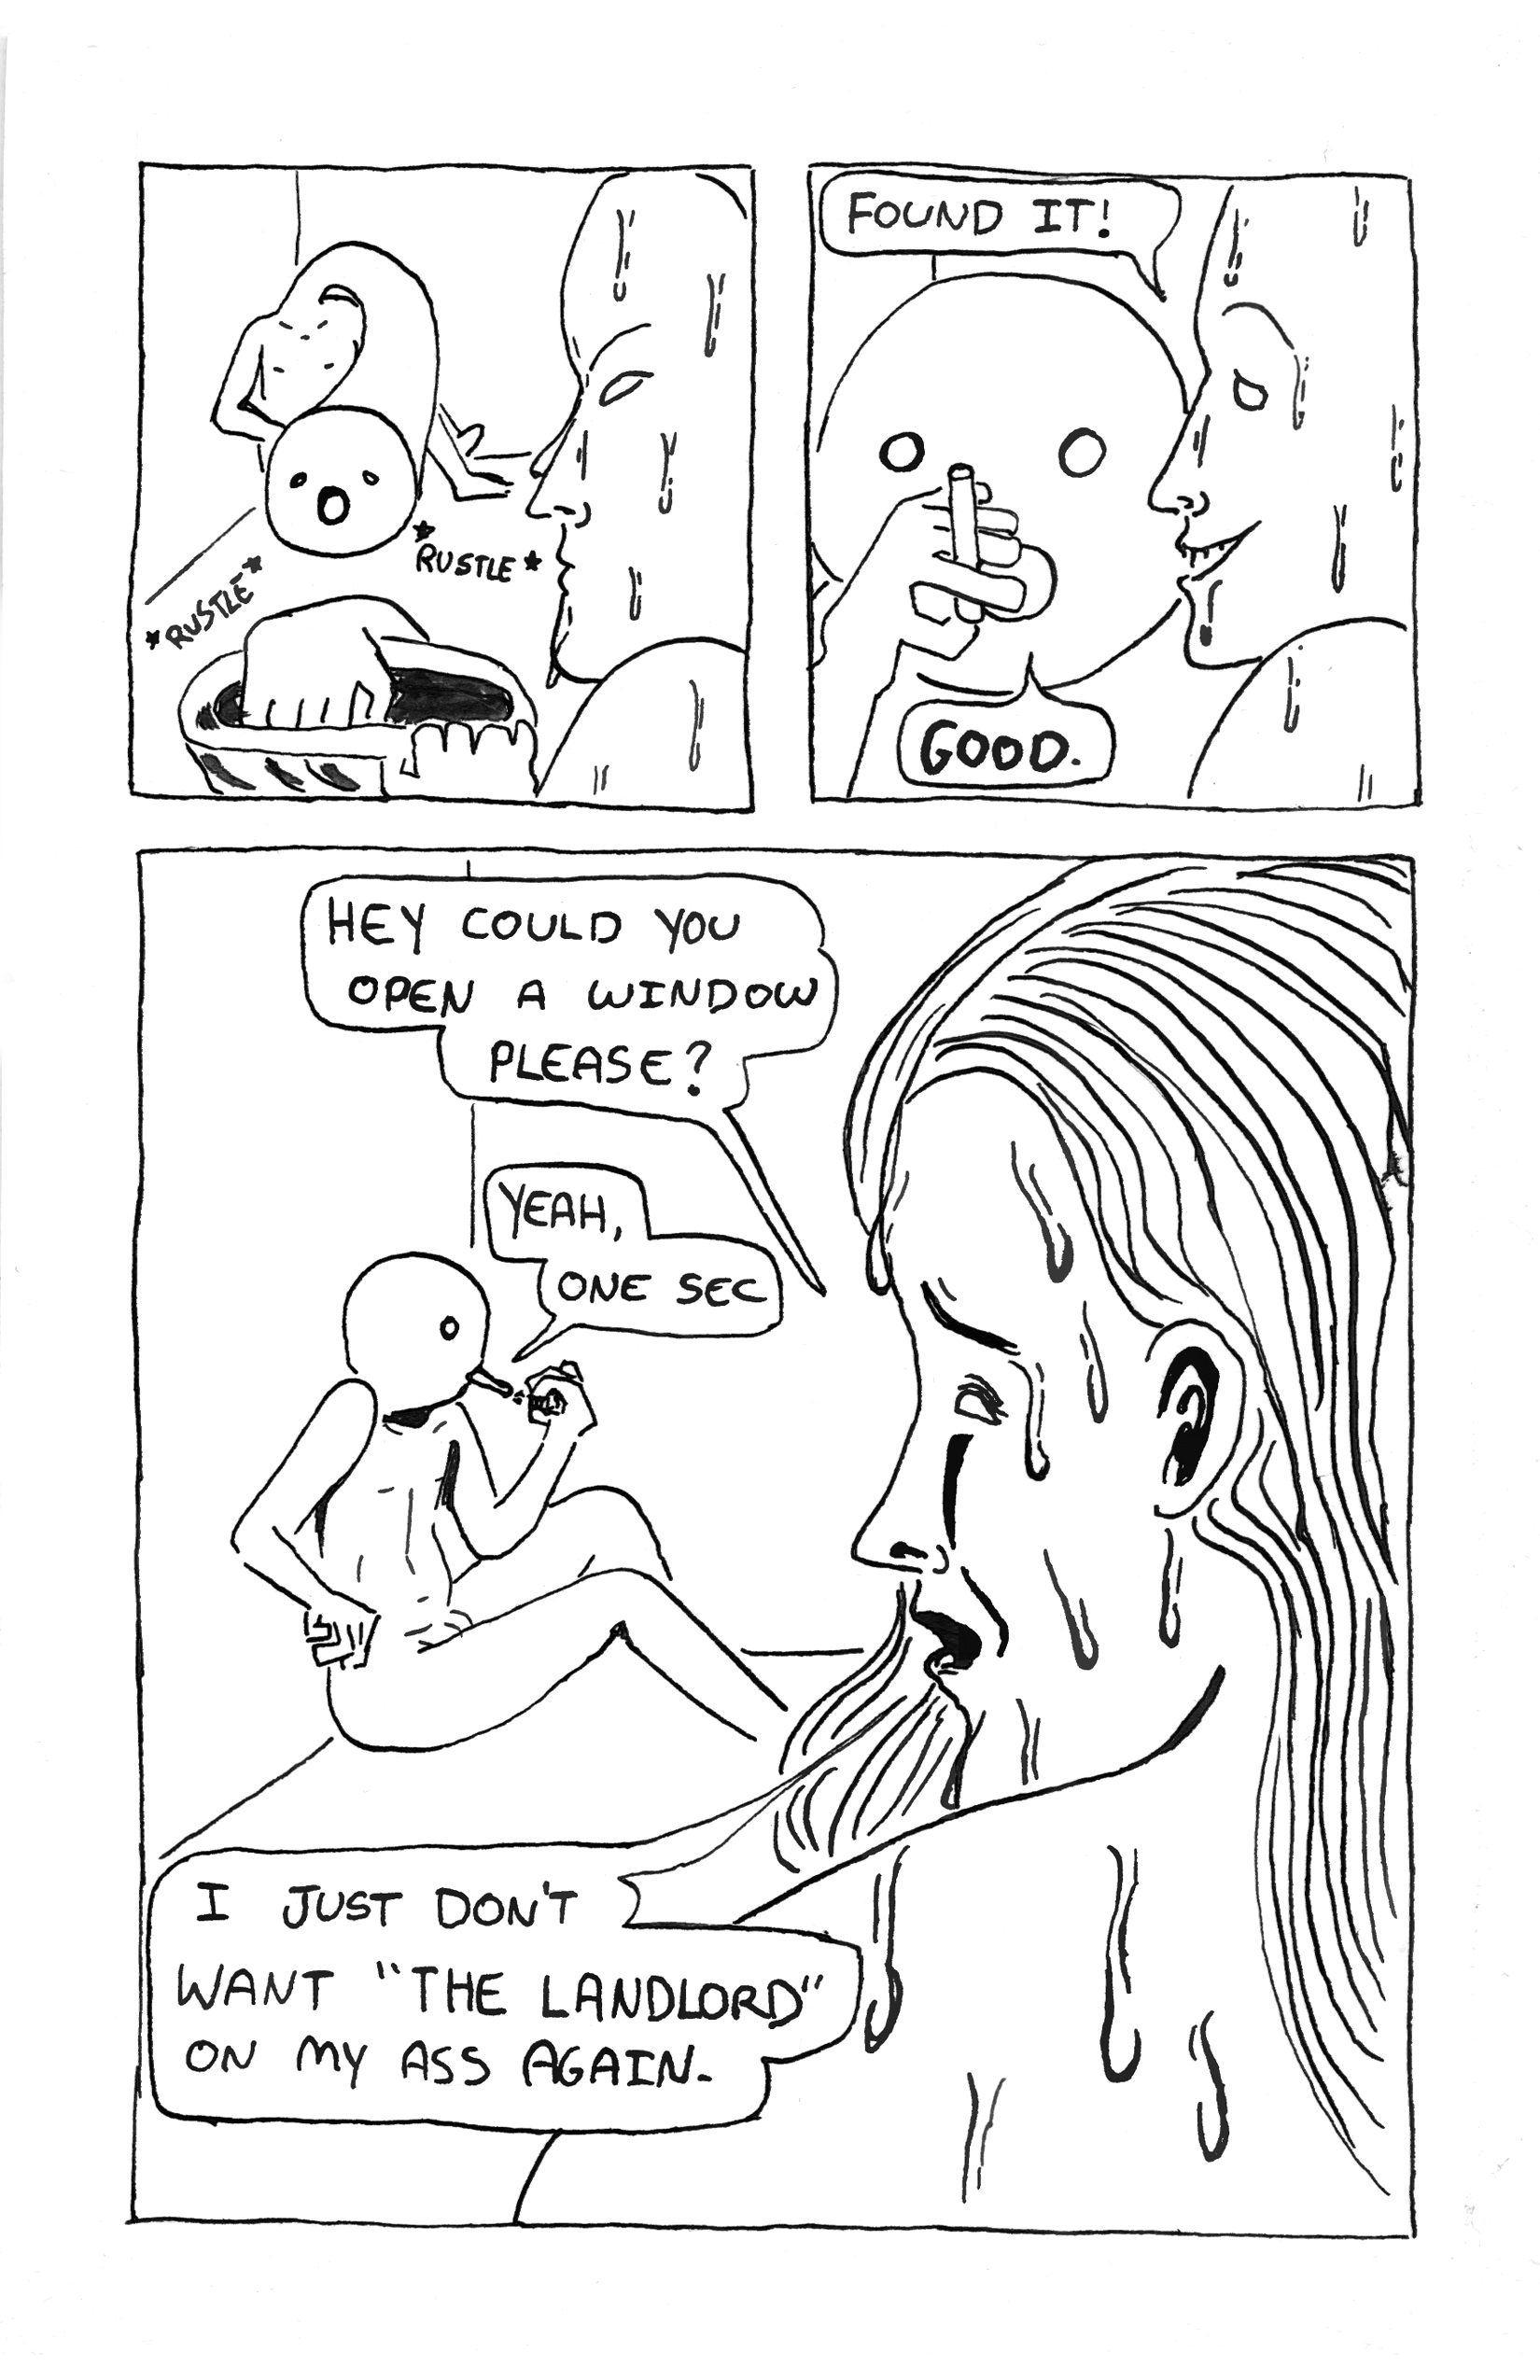 *RUSTLE*
*RUSTLE*
FOUND IT!
GOOD.
HEY COULD YOU
OPEN A WINDOW
PLEASE?
YEAH,
ONE SEC
I JUST DON'T
WANT "THE LANDLORD"
ON MY ASS AGAIN.